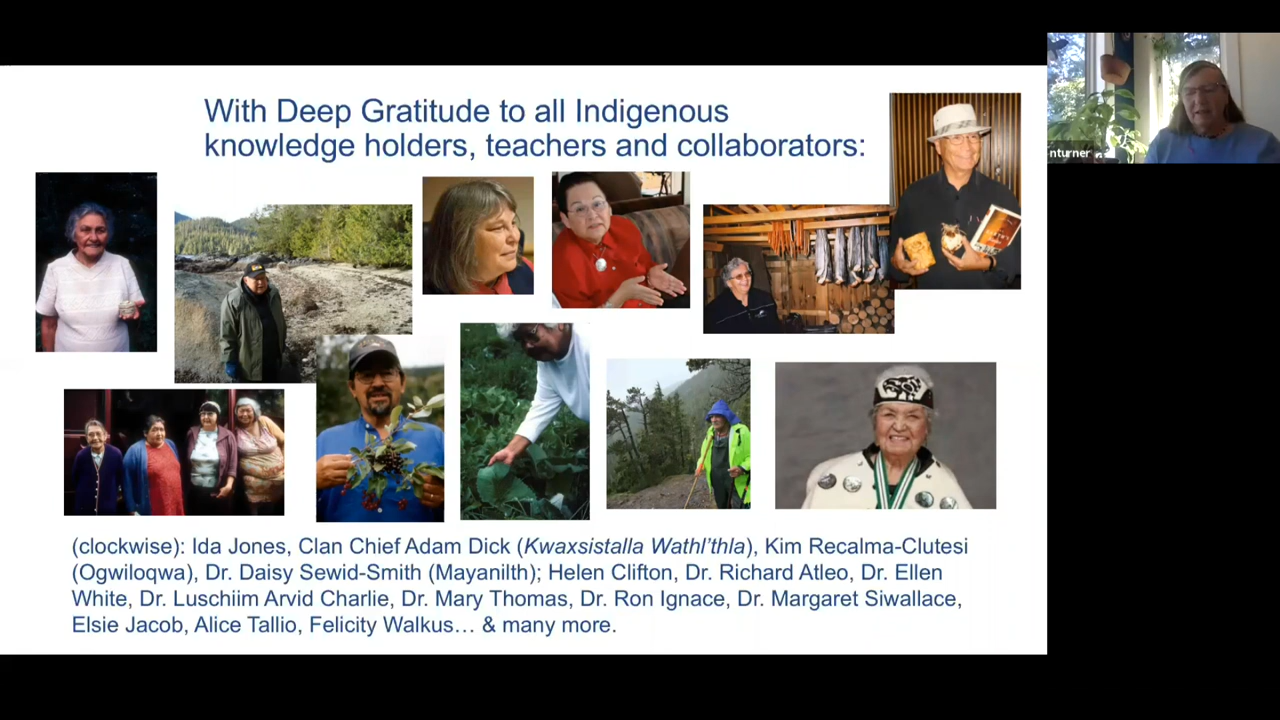 With Deep Gratitude to all Indigenous
knowledge holders, teachers and collaborators:
nturner
(clockwise): Ida Jones, Clan Chief Adam Dick (Kwaxsistalla Wathl’thla), Kim Recalma-Clutesi
(Ogwiloqwa), Dr. Daisy Sewid-Smith (Mayanilth); Helen Clifton, Dr. Richard Atleo, Dr. Ellen
White, Dr. Luschiim Arvid Charlie, Dr. Mary Thomas, Dr. Ron Ignace, Dr. Margaret Siwallace,
Elsie Jacob, Alice Tallio, Felicity Walkus… & many more.